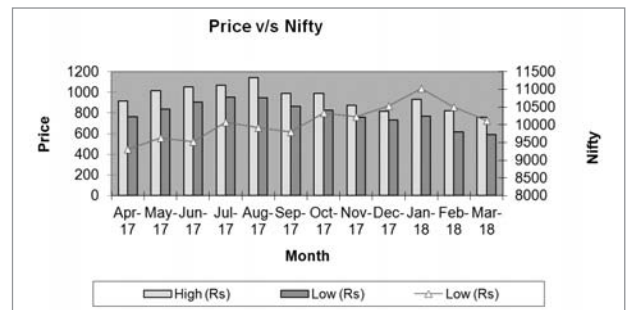 Price v/s Nifty
1200
1000
800
600
400
200
0
Price
11500
11000
10500
10000
9500
9000
8500
8000
Nifty
Apr- May- Jun- Jul- Aug- Sep- Oct- Nov- Dec- Jan- Feb- Mar-
17 17 17 17 17 17 17 17 17 18 18 18
Month
High (Rs) Low (Rs) Low (Rs)